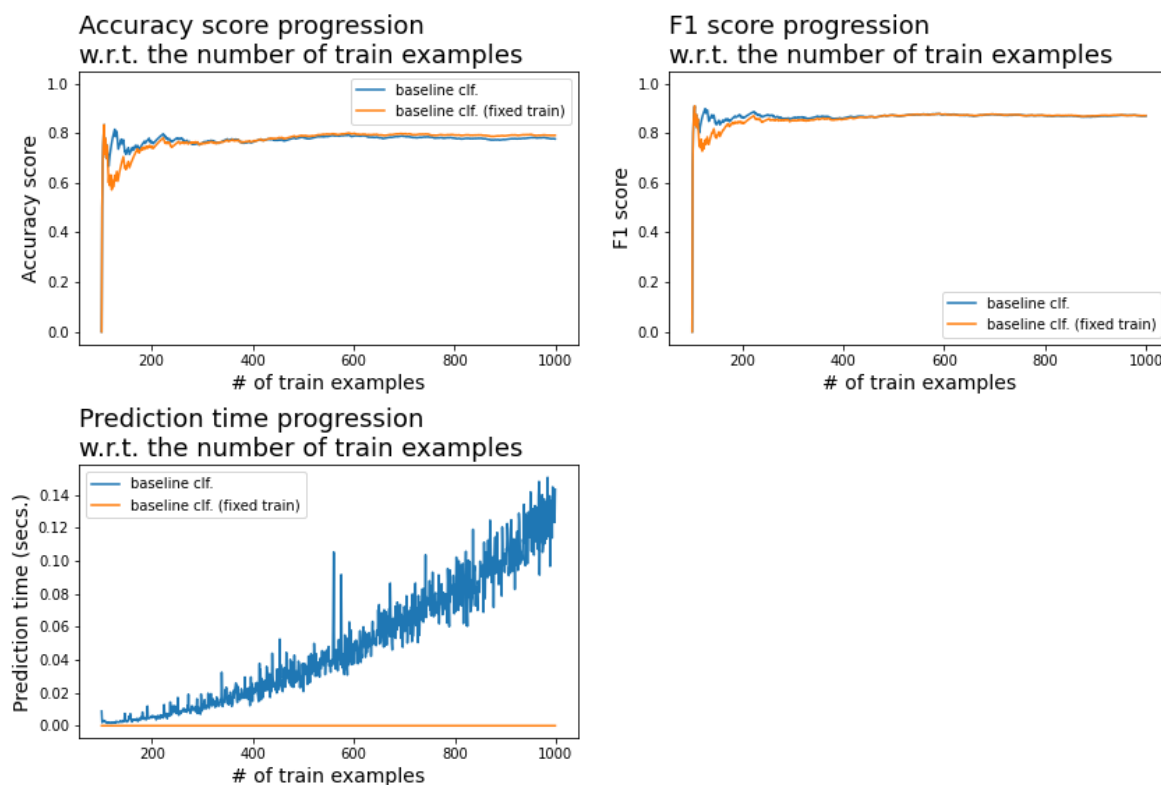 Accuracy score progression
w.r.t. the number of train examples
1.0
0.8
0.6
0.4
0.2
0.0
Accuracy score
baseline clf.
baseline clf. (fixed train)
200
400
600
800
1000
# of train examples
F1 score progression
w.r.t. the number of train examples
1.0
0.8
0.6
0.4
0.2
0.0
F1 score
baseline clf.
baseline clf. (fixed train)
200
400
600
800
1000
# of train examples
Prediction time progression
w.r.t. the number of train examples
0.14
0.12
0.10
0.08
0.06
0.04
0.02
0.00
Prediction time (secs.)
baseline clf.
baseline clf. (fixed train)
200
400
600
800
1000
# of train examples